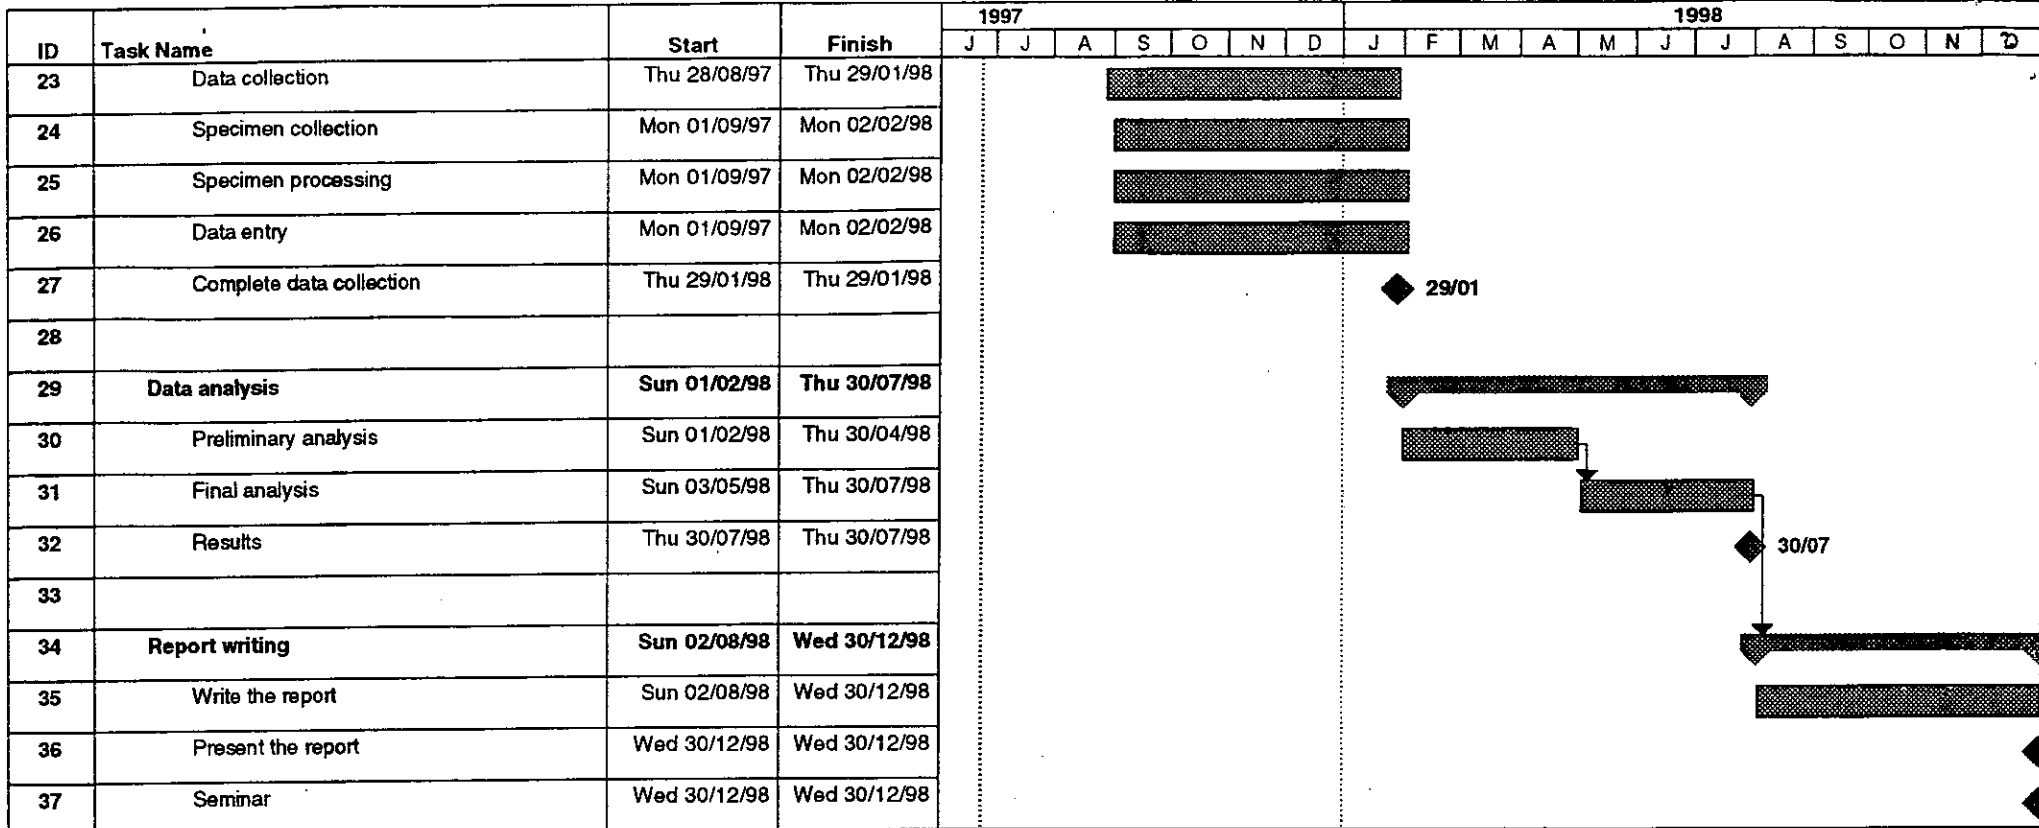 1997 1998
ID Task Name Start Finish J J A S O N D J F M A M J J A S O N D
23 Data collection Thu 28/08/97 Thu 29/01/98
24 Specimen collection Mon 01/09/97 Mon 02/02/98
25 Specimen processing Mon 01/09/97 Mon 02/02/98
26 Data entry Mon 01/09/97 Mon 02/02/98
27 Complete data collection Thu 29/01/98 Thu 29/01/98 29/01
28
29 Data analysis Sun 01/02/98 Thu 30/07/98
30 Preliminary analysis Sun 01/02/98 Thu 30/04/98
31 Final analysis Sun 03/05/98 Thu 30/07/98
32 Results Thu 30/07/98 Thu 30/07/98 30/07
33
34 Report writing Sun 02/08/98 Wed 30/12/98
35 Write the report Sun 02/08/98 Wed 30/12/98
36 Present the report Wed 30/12/98 Wed 30/12/98
37 Seminar Wed 30/12/98 Wed 30/12/98